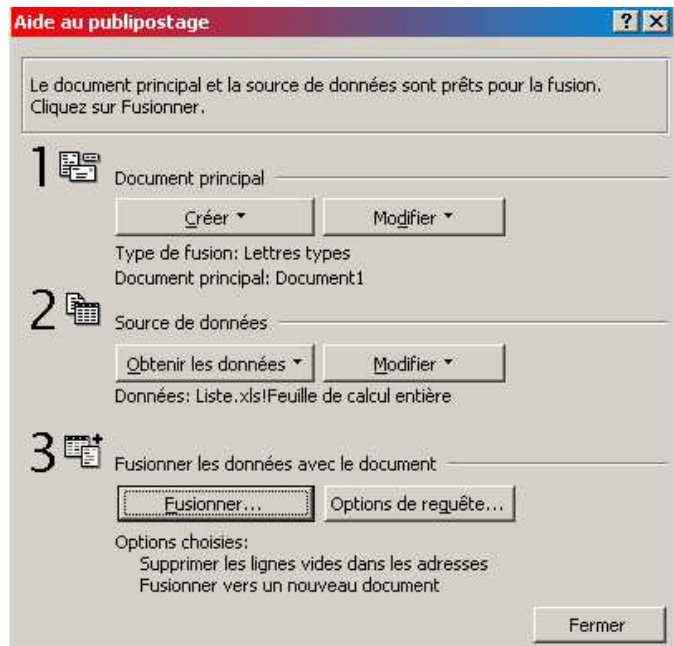 Aide au publipostage
Le document principal et la source de données sont prêts pour la fusion.
Cliquez sur Fusionner.
1
Document principal
Créer
Modifier
Type de fusion: Lettres types
Document principal: Document1
2
Source de données
Obtenir les données
Modifier
Données: Liste.xls!Feuille de calcul entière
3
Fusionner les données avec le document
Fusionner...
Options de requête...
Options choisies:
Supprimer les lignes vides dans les adresses
Fusionner vers un nouveau document
Fermer